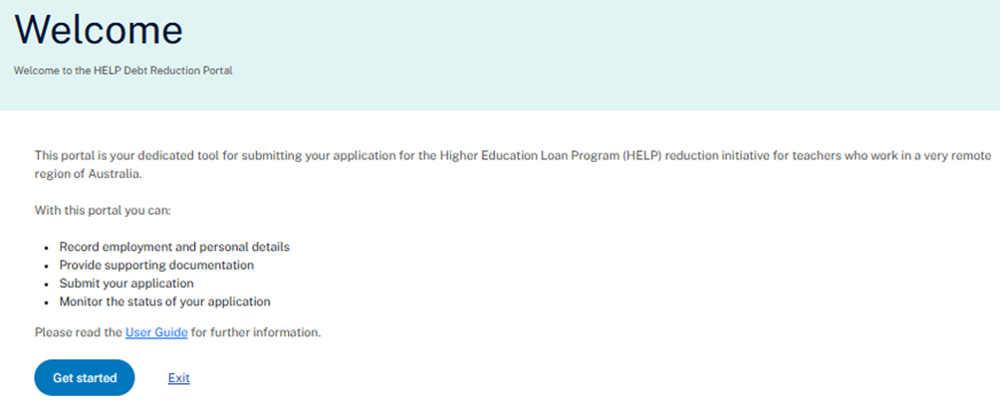 Welcome
Welcome to the HELP Debt Reduction Portal
This portal is your dedicated tool for submitting your application for the Higher Education Loan Program (HELP) reduction initiative for teachers who work in a very remote
region of Australia.
With this portal you can:
• Record employment and personal details
• Provide supporting documentation
• Submit your application
• Monitor the status of your application
Please read the User Guide for further information.
Get started Exit